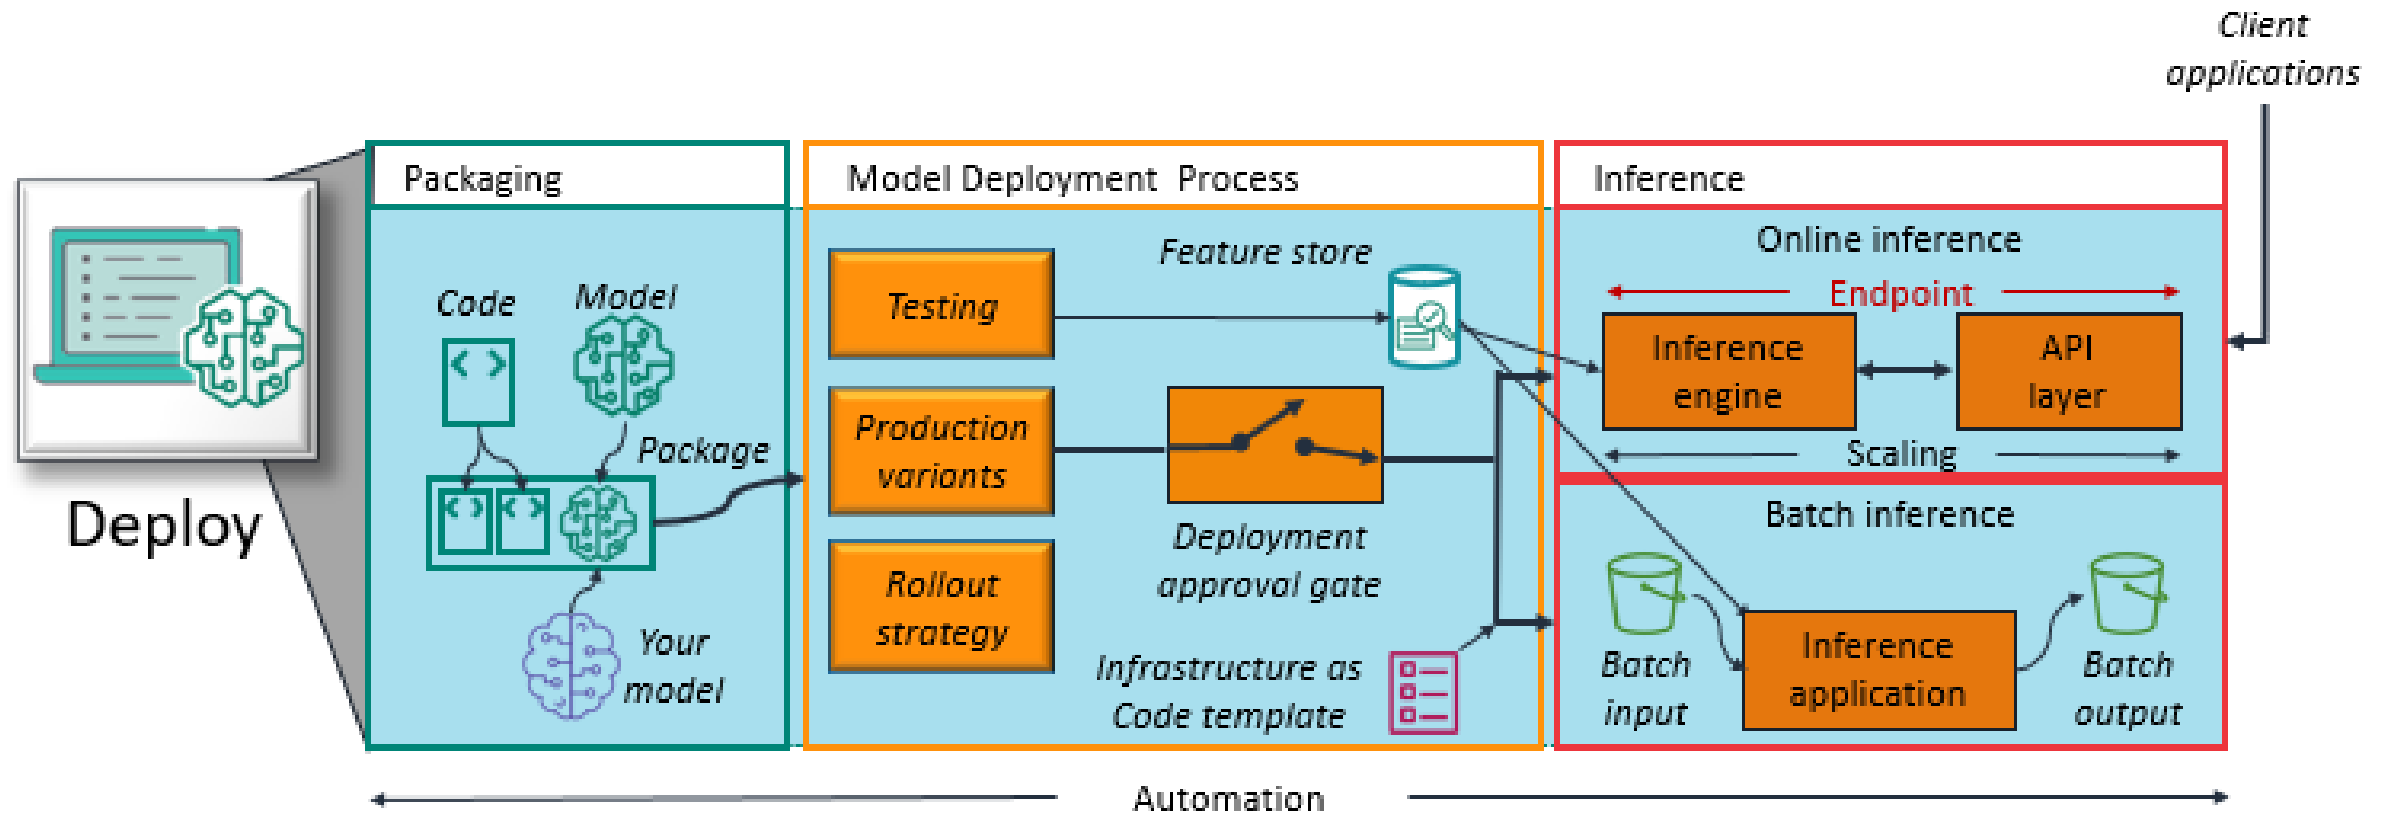 Client
applications
Packaging
Model Deployment Process
Inference
Deploy
Code
Model
Package
Your
model
Testing
Production
variants
Rollout
strategy
Feature store
Deployment
approval gate
Infrastructure as
Code template
Online inference
Endpoint
Inference
engine
API
layer
Scaling
Batch inference
Batch
input
Inference
application
Batch
output
Automation